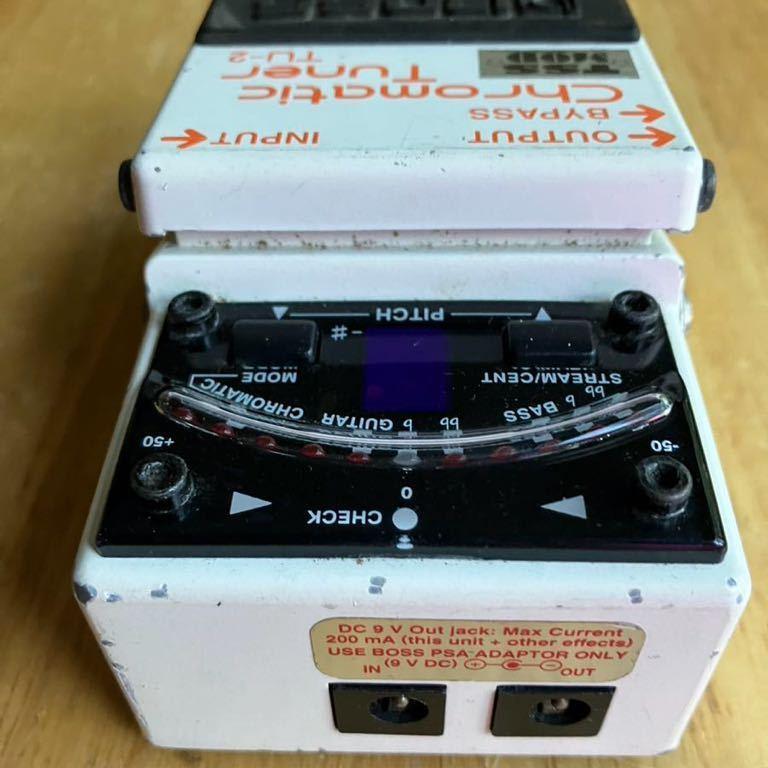 DC 9 V Out jack: Max Current
200 mA (this unit + other effects)
USE BOSS PSA ADAPTOR ONLY
(9 V DC) + −
IN OUT
0
CHECK
-50 +50
BASS ♭♭ ♭ ♭♭ ♭ GUITAR CHROMATIC
STREAM/CENT MODE
PITCH
-#
OUTPUT INPUT
BYPASS
Chromatic
Tuner
TU-2
MOD